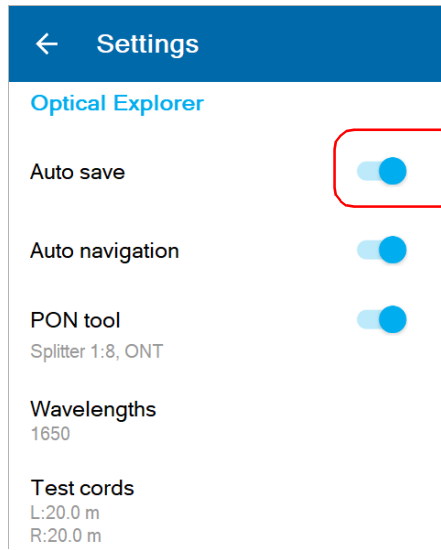 Settings
Optical Explorer
Auto save
Auto navigation
PON tool
Splitter 1:8, ONT
Wavelengths
1650
Test cords
L:20.0 m
R:20.0 m